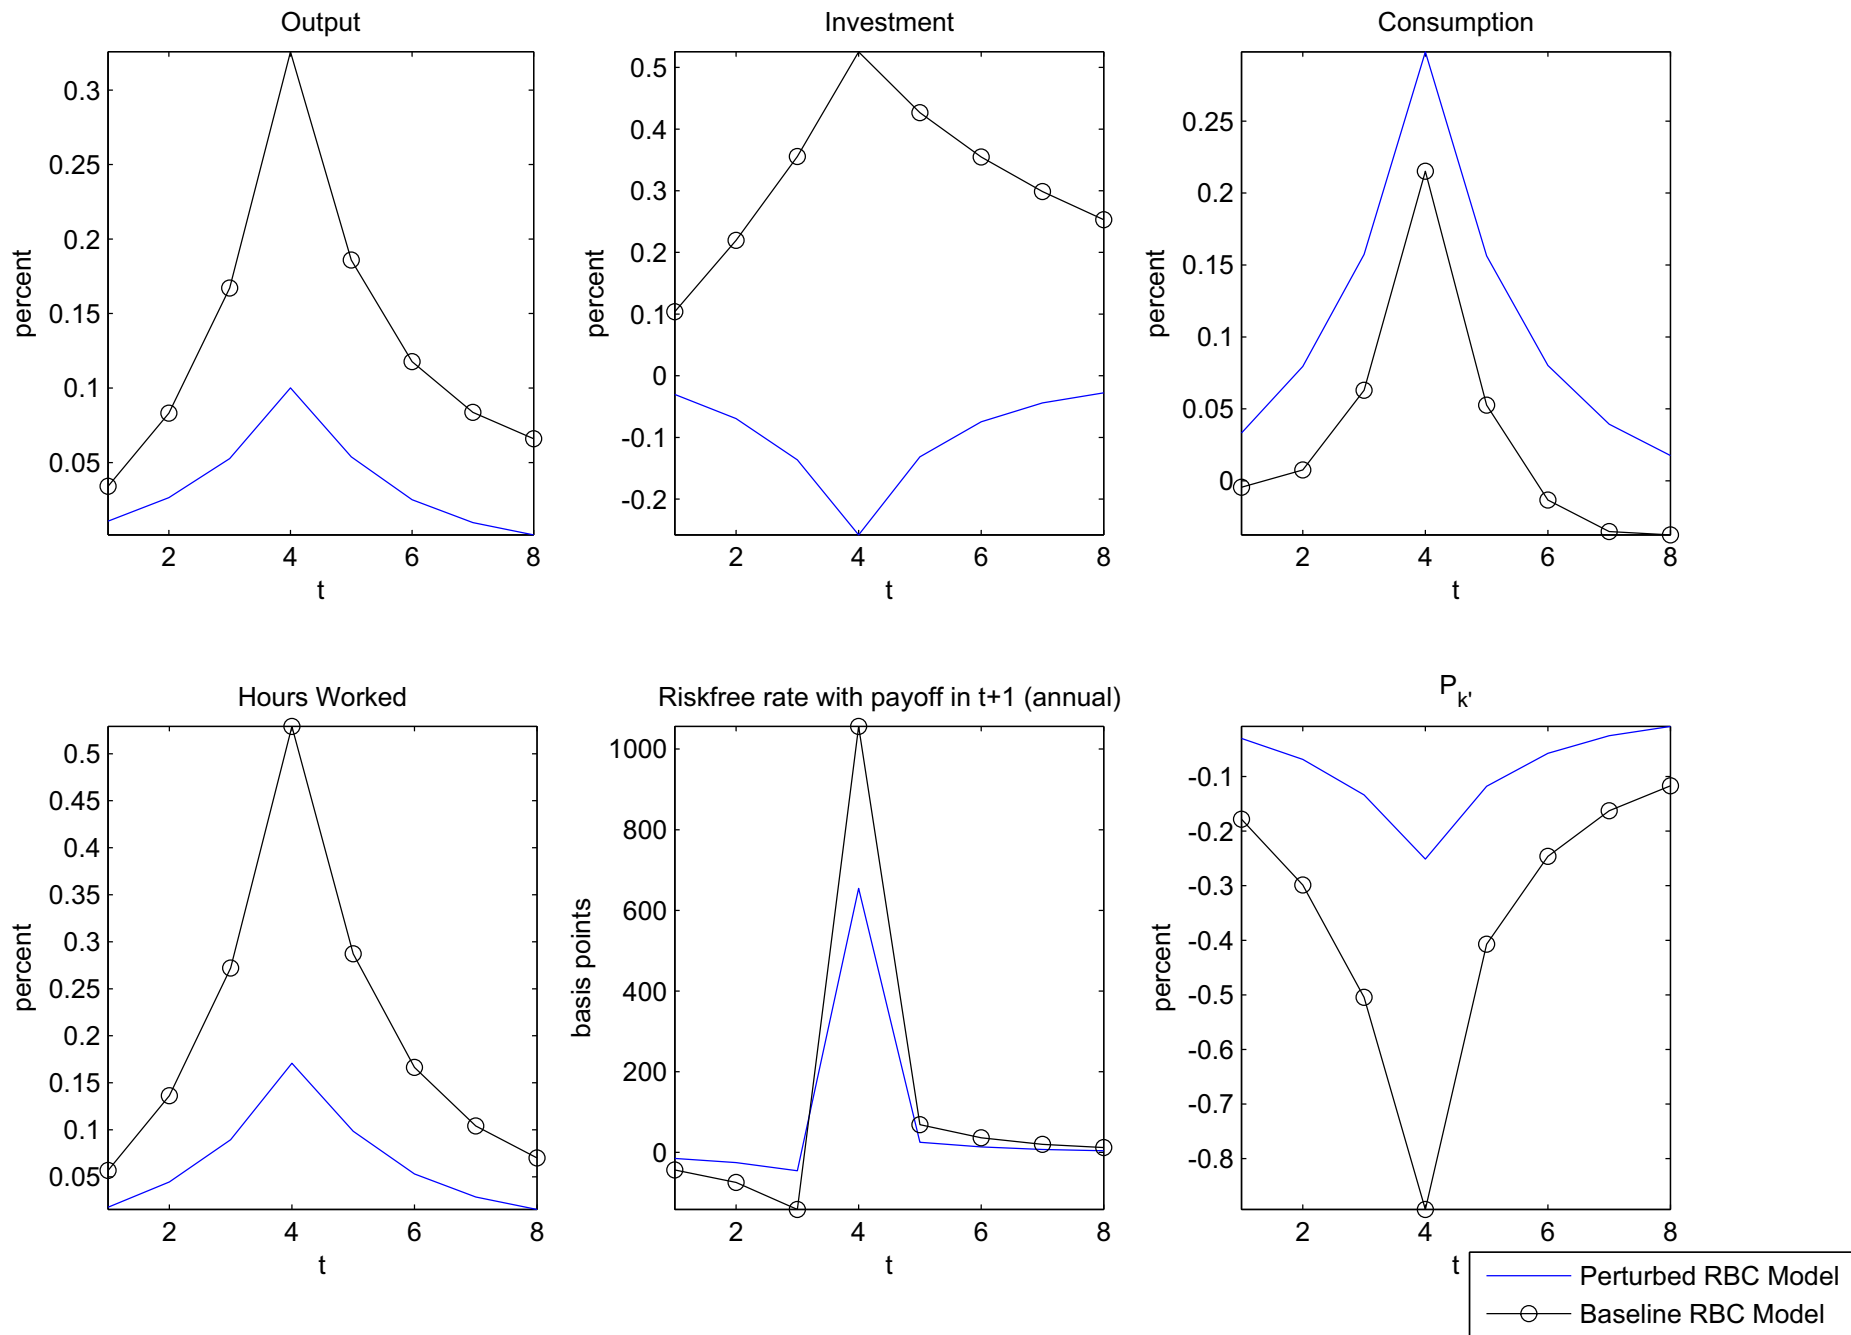 Output
Investment
Consumption
0.3
0.25
0.2
0.15
0.1
0.05
percent
2 4 6 8
t
0.5
0.4
0.3
0.2
0.1
0
-0.1
-0.2
percent
2 4 6 8
t
0.25
0.2
0.15
0.1
0.05
0
percent
2 4 6 8
t
Hours Worked
Riskfree rate with payoff in t+1 (annual)
P_k'
0.5
0.45
0.4
0.35
0.3
0.25
0.2
0.15
0.1
0.05
percent
2 4 6 8
t
1000
800
600
400
200
0
basis points
2 4 6 8
t
-0.1
-0.2
-0.3
-0.4
-0.5
-0.6
-0.7
-0.8
percent
2 4 6 8
t
Perturbed RBC Model
Baseline RBC Model